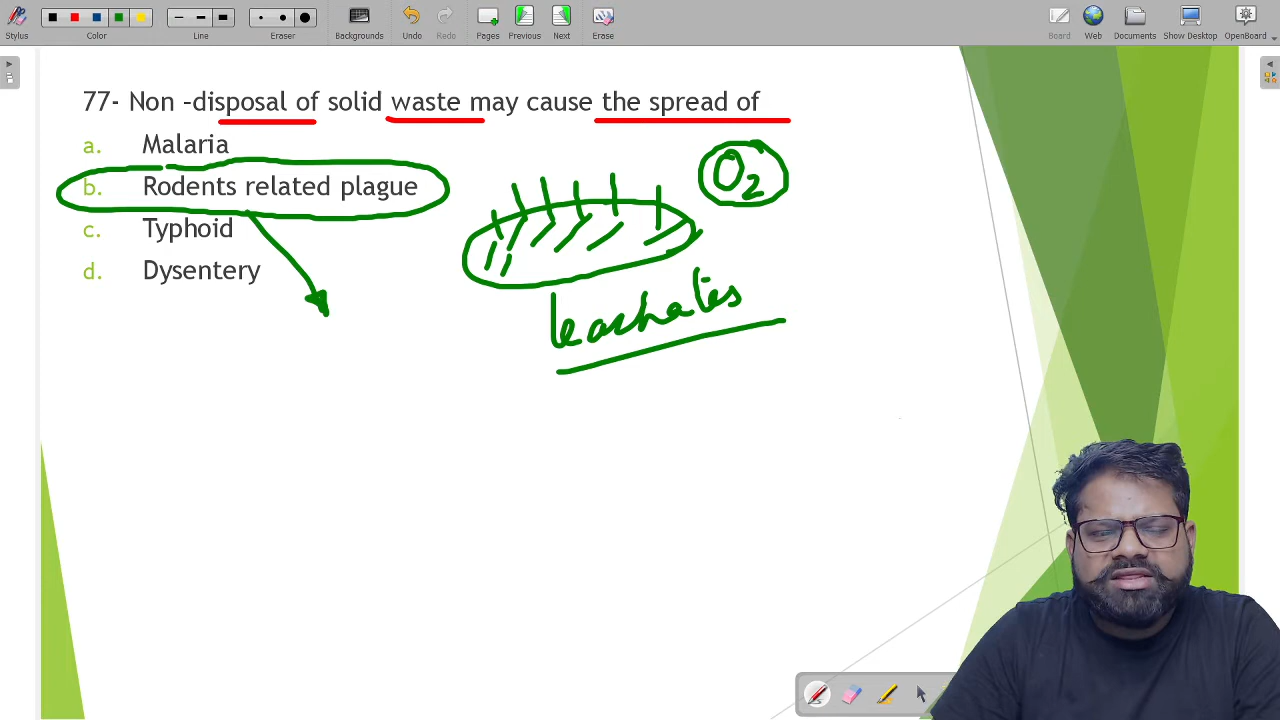 Stylus
Color
Line
Eraser
Backgrounds
Undo
Redo
Pages
Previous
Next
Erase
Board
Web
Documents
Show Desktop
OpenBoard
77- Non -disposal of solid waste may cause the spread of
a. Malaria
b. Rodents related plague
c. Typhoid
d. Dysentery
O2
leachates